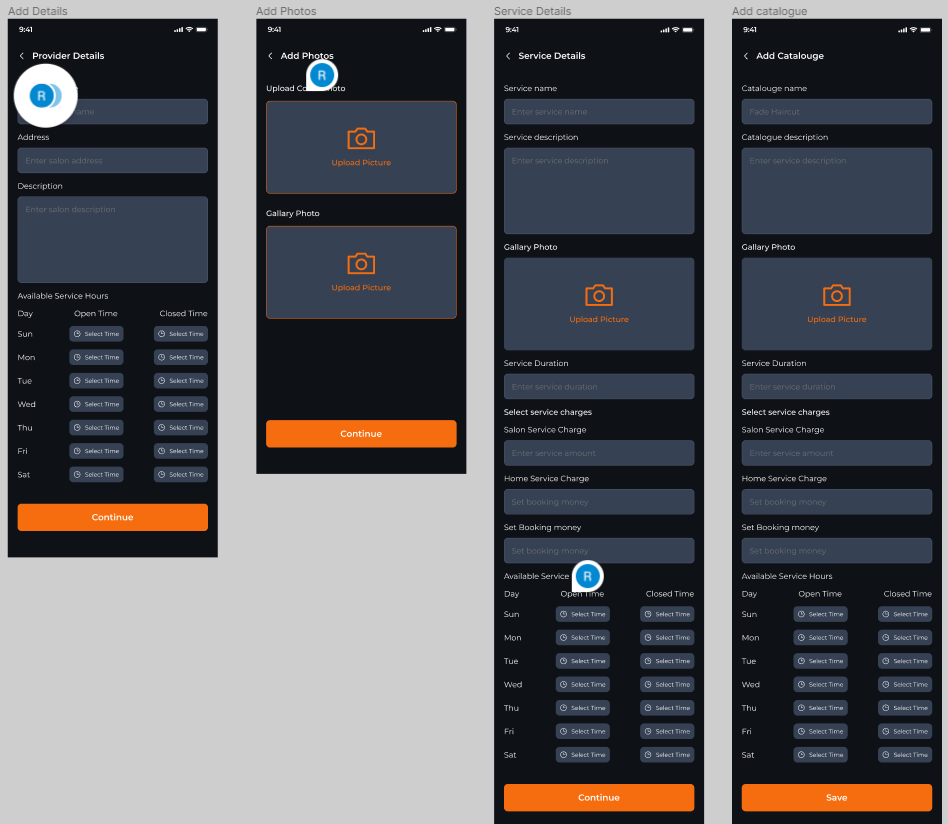 Add Details
9:41
Provider Details
R
name
Address
Enter salon address
Description
Enter salon description
Available Service Hours
Day Open Time Closed Time
Sun Select Time Select Time
Mon Select Time Select Time
Tue Select Time Select Time
Wed Select Time Select Time
Thu Select Time Select Time
Fri Select Time Select Time
Sat Select Time Select Time
Continue
Add Photos
9:41
Add Photos
R
Upload Photo
Upload Picture
Gallary Photo
Upload Picture
Continue
Service Details
9:41
Service Details
Service name
Enter service name
Service description
Enter service description
Gallary Photo
Upload Picture
Service Duration
Enter service duration
Select service charges
Salon Service Charge
Enter service amount
Home Service Charge
Set booking money
Set Booking money
Set booking money
Available Service
R
Day Open Time Closed Time
Sun Select Time Select Time
Mon Select Time Select Time
Tue Select Time Select Time
Wed Select Time Select Time
Thu Select Time Select Time
Fri Select Time Select Time
Sat Select Time Select Time
Continue
Add catalogue
9:41
Add Catalouge
Catalouge name
Fade Haircut
Catalogue description
Enter service description
Gallary Photo
Upload Picture
Service Duration
Enter service duration
Select service charges
Salon Service Charge
Enter service amount
Home Service Charge
Set booking money
Set Booking money
Set booking money
Available Service Hours
Day Open Time Closed Time
Sun Select Time Select Time
Mon Select Time Select Time
Tue Select Time Select Time
Wed Select Time Select Time
Thu Select Time Select Time
Fri Select Time Select Time
Sat Select Time Select Time
Save